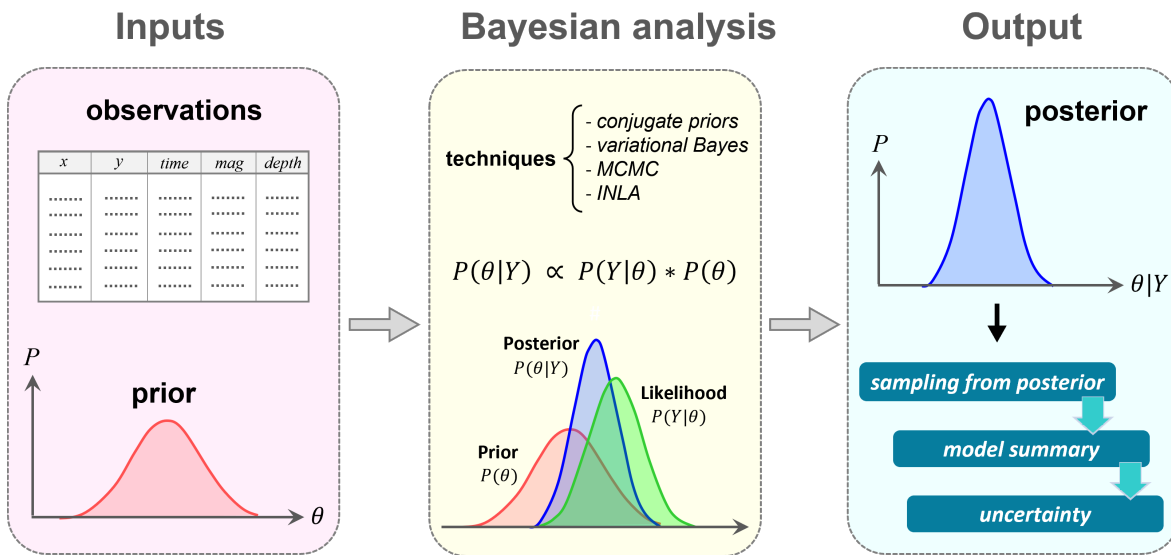 Inputs
Bayesian analysis
Output
observations
x y time mag depth
P
prior
θ
techniques
- conjugate priors
- variational Bayes
- MCMC
- INLA
P(θ|Y) ∝ P(Y|θ) * P(θ)
Posterior
P(θ|Y)
Likelihood
P(Y|θ)
Prior
P(θ)
posterior
P
θ|Y
sampling from posterior
model summary
uncertainty